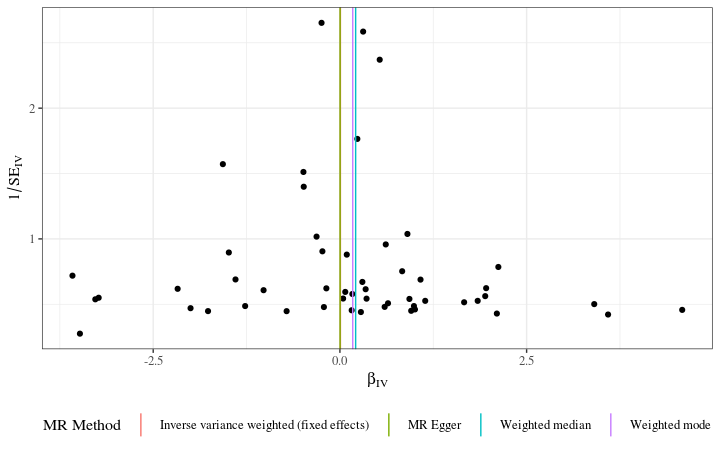 1/SE_IV
2
1
-2.5
0.0
2.5
β_IV
MR Method
Inverse variance weighted (fixed effects)
MR Egger
Weighted median
Weighted mode